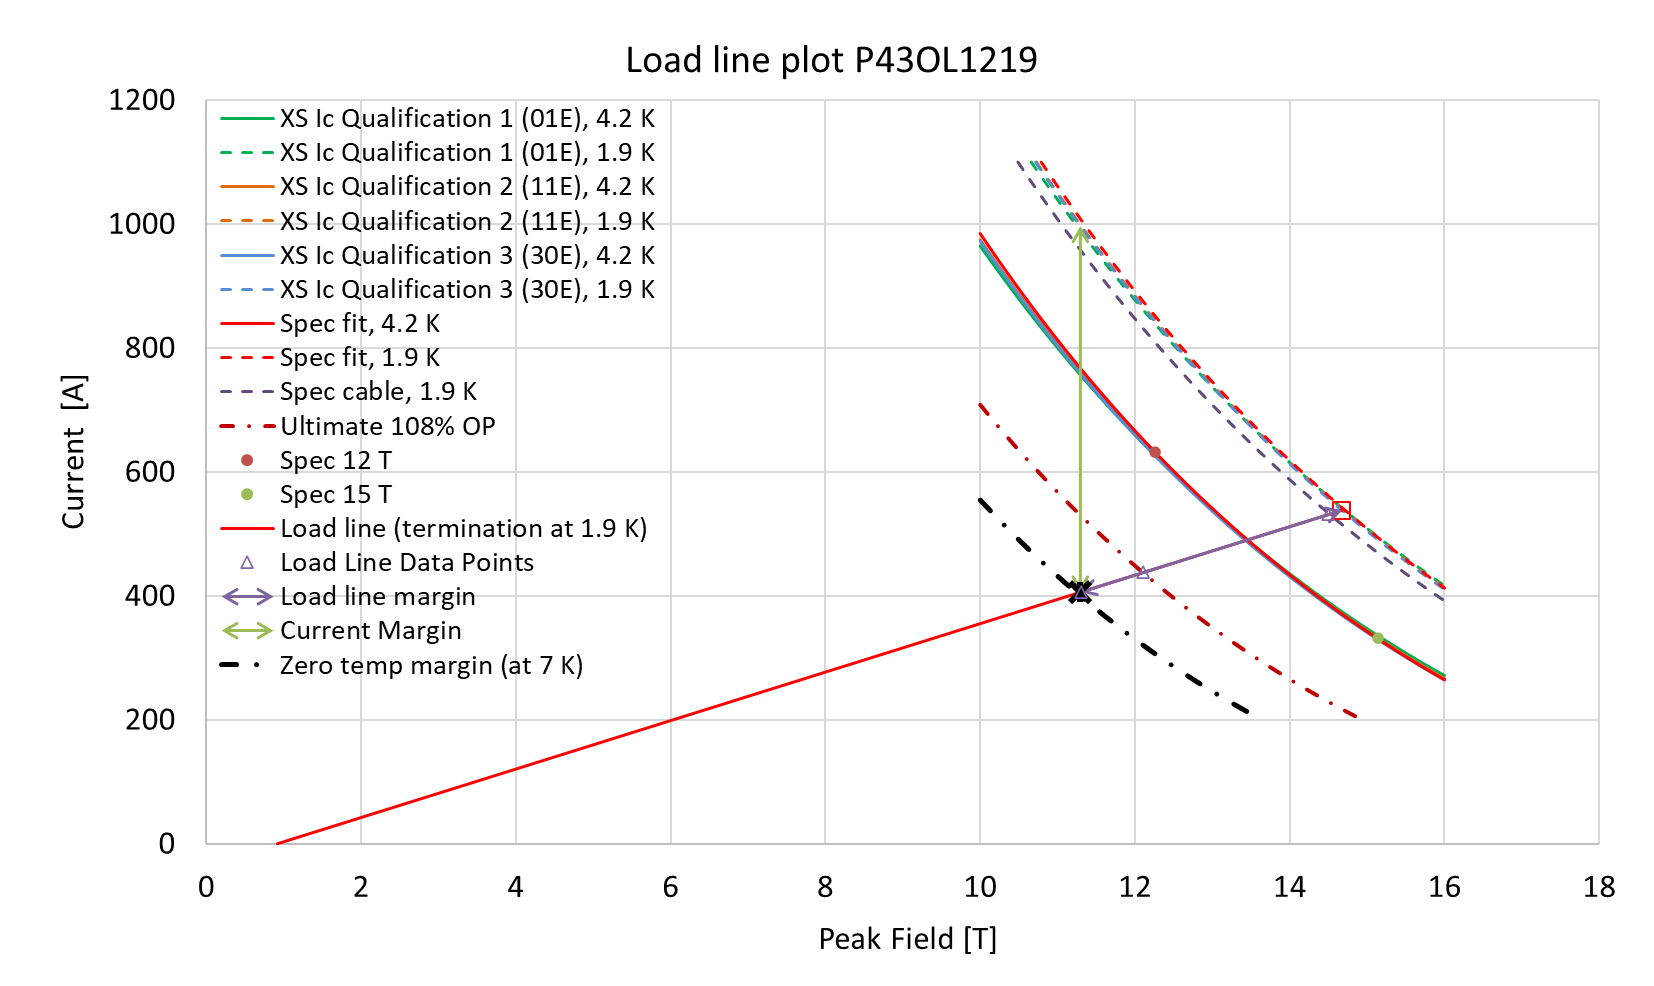 Load line plot P43OL1219
1200
1000
800
600
400
200
0
Current [A]
XS Ic Qualification 1 (01E), 4.2 K
XS Ic Qualification 1 (01E), 1.9 K
XS Ic Qualification 2 (11E), 4.2 K
XS Ic Qualification 2 (11E), 1.9 K
XS Ic Qualification 3 (30E), 4.2 K
XS Ic Qualification 3 (30E), 1.9 K
Spec fit, 4.2 K
Spec fit, 1.9 K
Spec cable, 1.9 K
Ultimate 108% OP
Spec 12 T
Spec 15 T
Load line (termination at 1.9 K)
Load Line Data Points
Load line margin
Current Margin
Zero temp margin (at 7 K)
0 2 4 6 8 10 12 14 16 18
Peak Field [T]